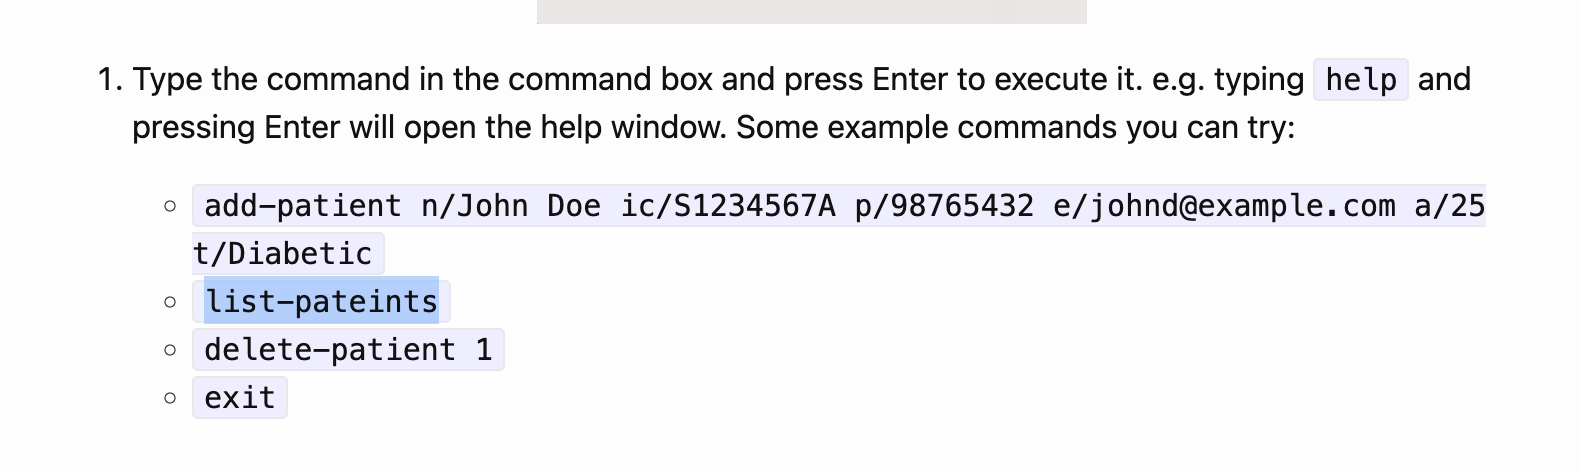 1. Type the command in the command box and press Enter to execute it. e.g. typing help and
pressing Enter will open the help window. Some example commands you can try:
○ add-patient n/John Doe ic/S1234567A p/98765432 e/johnd@example.com a/25
t/Diabetic
○ list-pateints
○ delete-patient 1
○ exit